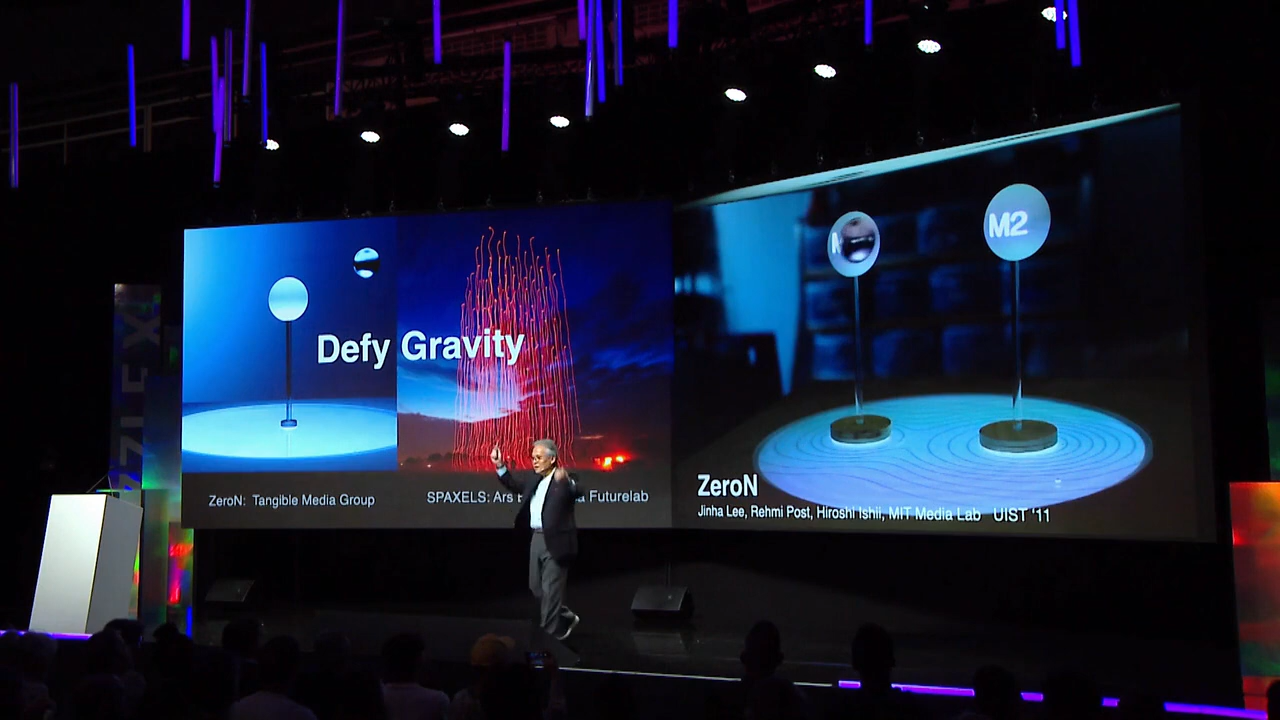 Defy Gravity
ZeroN: Tangible Media Group
SPAXELS: Ars Futurelab
M2
ZeroN
Jinha Lee, Rehmi Post, Hiroshi Ishii, MIT Media Lab UIST '11